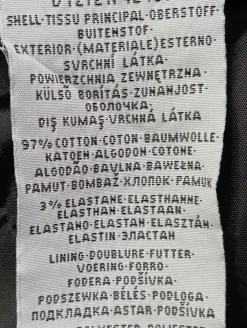 SHELL·TISSU PRINCIPAL·OBERSTOFF·
BUITENSTOF·
EXTERIOR·(MATERIALE)ESTERNO·
SVRCHNÍ LÁTKA·
POWIERZCHNIA ZEWNĘTRZNA·
KÜLSŐ BORÍTÁS·ZUNANJOST·
ОБОЛОЧКА·
DIŞ KUMAŞ·VRCHNÁ LÁTKA
97% COTTON·COTON·BAUMWOLLE·
KATOEN·ALGODON·COTONE·
ALGODÃO·BAVLNA·BAWEŁNA·
PAMUT·BOMBAŽ·ХЛОПОК·PAMUK
3% ELASTANE·ELASTHANNE·
ELASTHAN·ELASTAAN·
ELASTANO·ELASTAN·ELASZTÁN·
ELASTIN·ЭЛАСТАН
LINING·DOUBLURE·FUTTER·
VOERING·FORRO·
FODERA·PODŠÍVKA·
PODSZEWKA·BÉLÉS·PODLOGA·
ПОДКЛАДКА·ASTAR·PODŠÍVKA